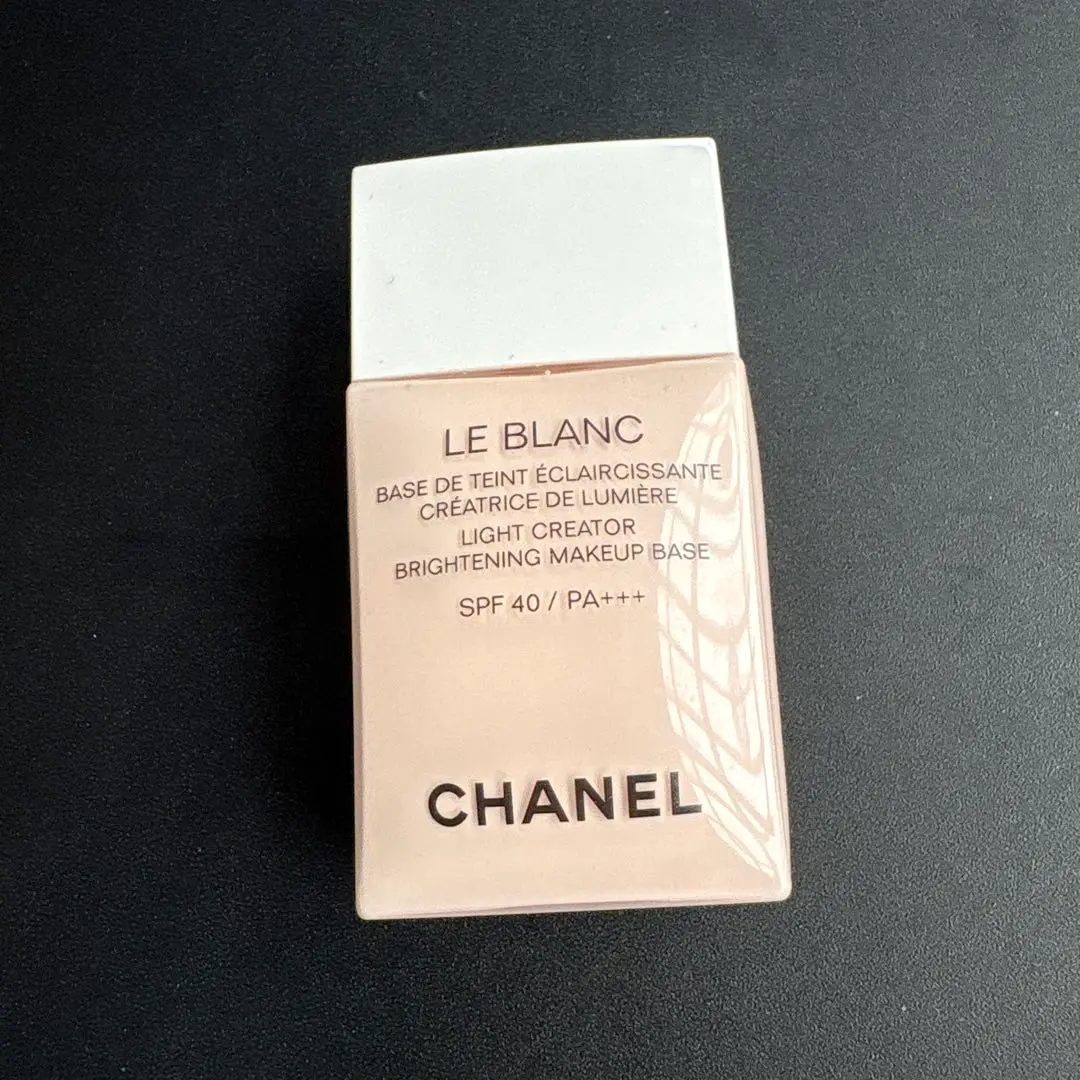 LE BLANC
BASE DE TEINT ÉCLAIRCISSANTE
CRÉATRICE DE LUMIÈRE
LIGHT CREATOR
BRIGHTENING MAKEUP BASE
SPF 40 / PA+++
CHANEL